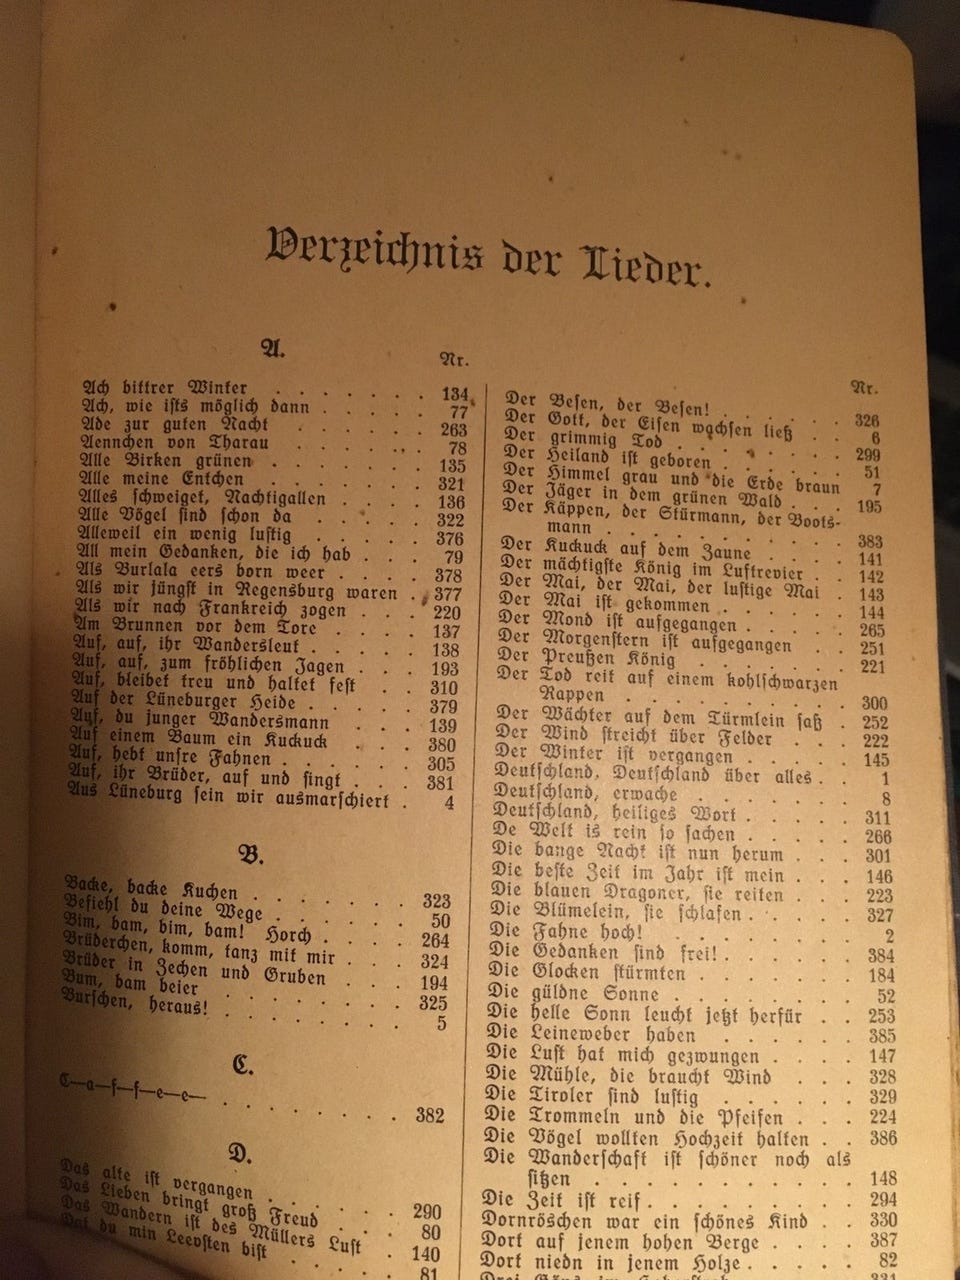 Verzeichnis der Lieder.
A.
Nr.
Ach bittrer Winter . . . . . . 134
Ach, wie ists möglich dann . . . . . 77
Ade zur guten Nacht . . . . . 263
Aennchen von Tharau . . . . . 78
Alle Birken grünen . . . . . . 135
Alle meine Entchen . . . . . . 321
Alles schweiget, Nachtigallen . . . . 136
Alle Vögel sind schon da . . . . . 322
Alleweil ein wenig lustig . . . . . 376
All mein Gedanken, die ich hab . . . 79
Als Burlala eers born weer . . . . 378
Als wir jüngst in Regensburg waren . 377
Als wir nach Frankreich zogen . . . 220
Am Brunnen vor dem Tore . . . . 137
Auf, auf, ihr Wandersleut . . . . 138
Auf, auf, zum fröhlichen Jagen . . . 193
Auf, bleibet treu und haltet fest . . 310
Auf der Lüneburger Heide . . . . 379
Auf, du junger Wandersmann . . . 139
Auf einem Baum ein Kuckuck . . . 380
Auf, hebt unsre Fahnen . . . . . 305
Auf, ihr Brüder, auf und singt . . . 381
Aus Lüneburg sein wir ausmarschiert . 4
B.
Backe, backe Kuchen . . . . . . 323
Befiehl du deine Wege . . . . . 50
Bim, bam, bim, bam! Horch . . . . 264
Brüderchen, komm, tanz mit mir . . . 324
Brüder in Zechen und Gruben . . . 194
Bum, bam beier . . . . . . 325
Burschen, heraus! . . . . . . 5
C.
C—a—f—f—e—e— . . . . . . . 382
D.
Das alte ist vergangen . . . . . 290
Das Lieben bringt groß Freud . . . 80
Das Wandern ist des Müllers Lust . 140
Dat du min Leevsten bist . . . . 81
Nr.
Der Besen, der Besen! . . . . . 326
Der Gott, der Eisen wachsen ließ . . 6
Der grimmig Tod . . . . . . 299
Der Heiland ist geboren . . . . . 51
Der Himmel grau und die Erde braun 7
Der Jäger in dem grünen Wald . . . 195
Der Käppen, der Stürmann, der Boots-
mann . . . . . . . . 383
Der Kuckuck auf dem Zaune . . . . 141
Der mächtigste König im Luftrevier . . 142
Der Mai, der Mai, der lustige Mai . 143
Der Mai ist gekommen . . . . . 144
Der Mond ist aufgegangen . . . . . 265
Der Morgenstern ist aufgegangen . . 251
Der Preußen König . . . . . . 221
Der Tod reit auf einem kohlschwarzen
Rappen . . . . . . . . 300
Der Wächter auf dem Türmlein saß . 252
Der Wind streicht über Felder . . . 222
Der Winter ist vergangen . . . . . 145
Deutschland, Deutschland über alles . . 1
Deutschland, erwache . . . . . . 8
Deutschland, heiliges Wort . . . . . 311
De Welt is rein so sachen . . . . . 266
Die bange Nacht ist nun herum . . . 301
Die beste Zeit im Jahr ist mein . . . 146
Die blauen Dragoner, sie reiten . . . 223
Die Blümelein, sie schlafen . . . . . 327
Die Fahne hoch! . . . . . . . 2
Die Gedanken sind frei! . . . . . 384
Die Glocken stürmten . . . . . . 184
Die güldne Sonne . . . . . . . 52
Die helle Sonn leucht jetzt herfür . . 253
Die Leineweber haben . . . . . . 385
Die Luft hat mich gezwungen . . . . 147
Die Mühle, die braucht Wind . . . 328
Die Tiroler sind lustig . . . . . . 329
Die Trommeln und die Pfeifen . . . 224
Die Vögel wollten Hochzeit halten . . 386
Die Wanderschaft ist schöner noch als
sitzen . . . . . . . . . 148
Die Zeit ist reif . . . . . . . 294
Dornröschen war ein schönes Kind . . 330
Dort auf jenem hohen Berge . . . . 387
Dort niedn in jenem Holze . . . . . 82